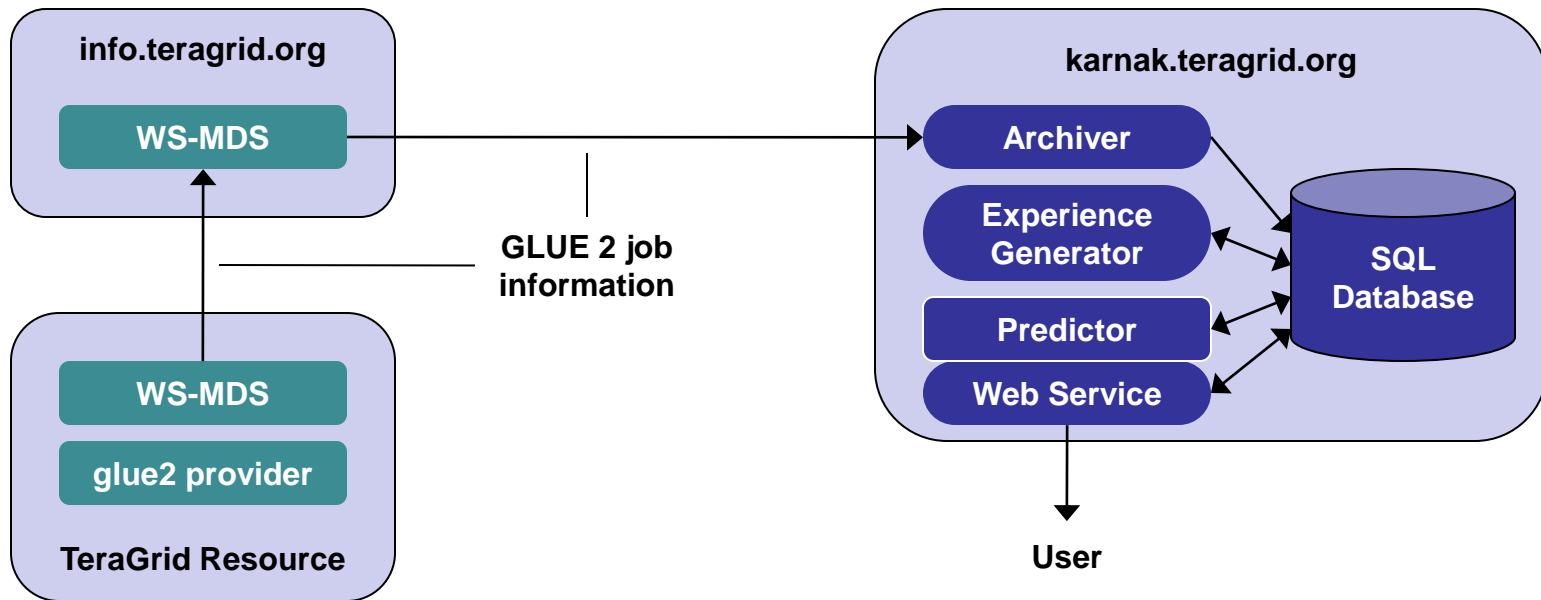 info.teragrid.org
WS-MDS
GLUE 2 job
information
WS-MDS
glue2 provider
TeraGrid Resource
karnak.teragrid.org
Archiver
Experience
Generator
Predictor
Web Service
SQL
Database
User